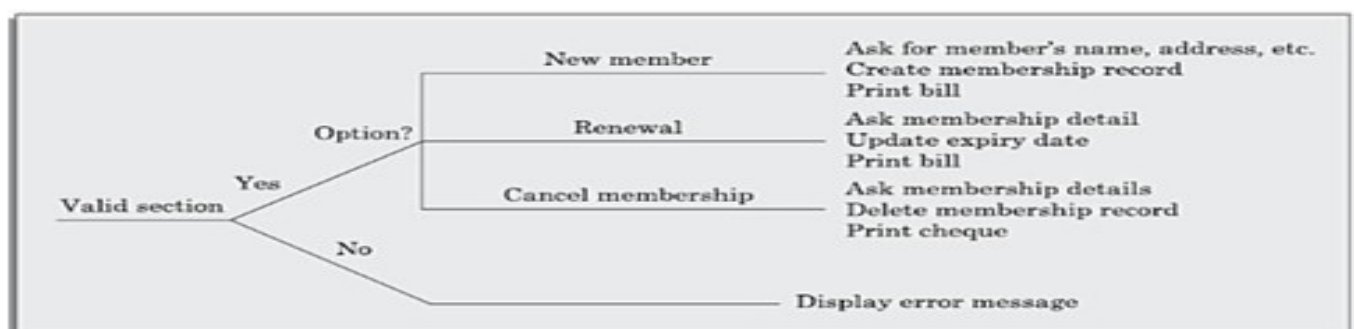 New member
Ask for member's name, address, etc.
Create membership record
Print bill
Option?
Renewal
Ask membership detail
Update expiry date
Print bill
Yes
Valid section
Cancel membership
Ask membership details
Delete membership record
Print cheque
No
Display error message